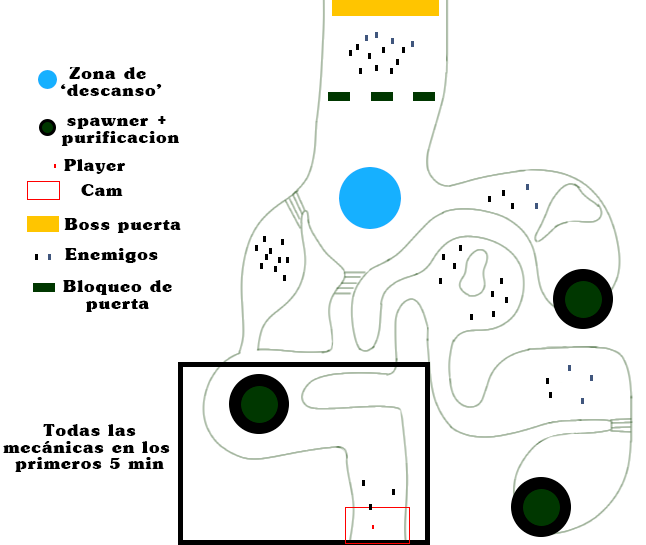 Zona de
‘descanso’
spawner +
purificacion
Player
Cam
Boss puerta
Enemigos
Bloqueo de
puerta
Todas las
mecánicas en los
primeros 5 min